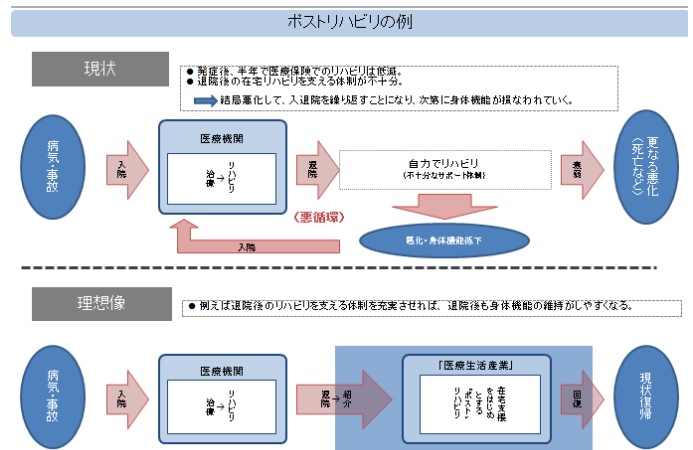 ポストリハビリの例
現状
● 発症後、半年で医療保険でのリハビリは低減。
● 退院後の在宅リハビリを支える体制が不十分。
結局悪化して、入退院を繰り返すことになり、次第に身体機能が損なわれていく。
病気・事故
入院
医療機関
治療→リハビリ
退院
自力でリハビリ
(不十分なサポート体制)
衰弱
更なる悪化
(死亡など)
(悪循環)
入院
悪化・身体機能低下
理想像
● 例えば退院後のリハビリを支える体制を充実させれば、退院後も身体機能の維持がしやすくなる。
病気・事故
入院
医療機関
治療→リハビリ
退院→紹介
「医療生活産業」
在宅支援
をはじめ
とする
“ポスト”
リハビリ
回復
現状復帰